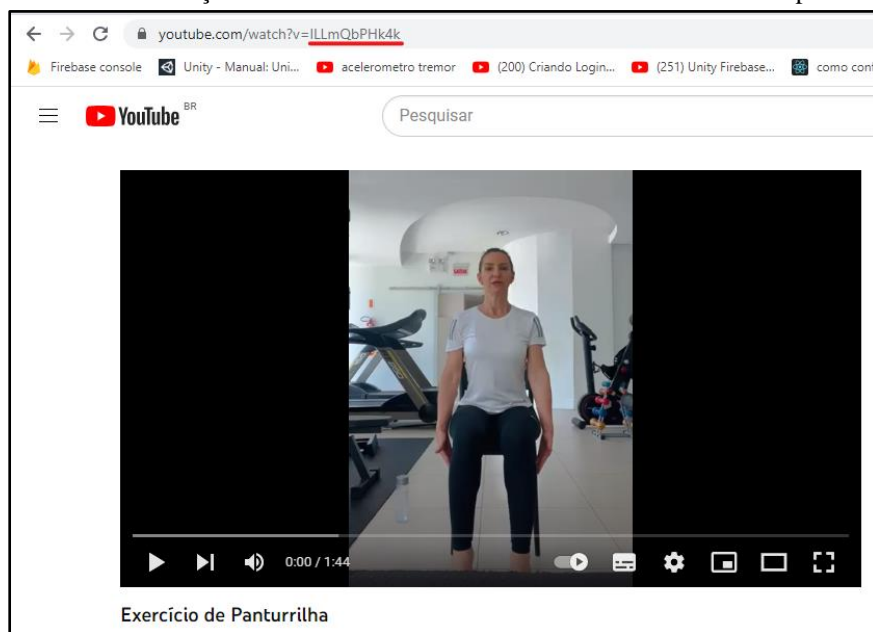 youtube.com/watch?v=ILLmQbPHk4k
Firebase console Unity - Manual: Uni... acelerometro tremor (200) Criando Login... (251) Unity Firebase... como cont
YouTube BR
Pesquisar
0:00 / 1:44
Exercício de Panturrilha